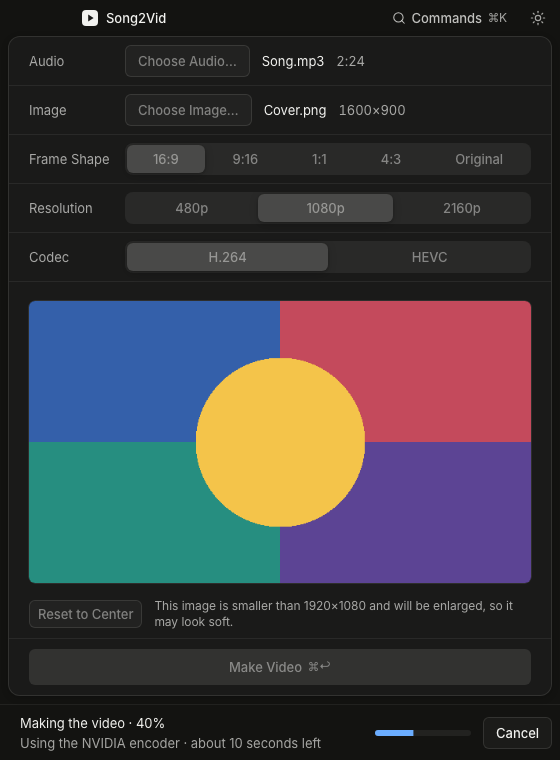 Song2Vid Commands ⌘K
Audio Choose Audio... Song.mp3 2:24
Image Choose Image... Cover.png 1600×900
Frame Shape 16:9 9:16 1:1 4:3 Original
Resolution 480p 1080p 2160p
Codec H.264 HEVC
Reset to Center
This image is smaller than 1920×1080 and will be enlarged, so it
may look soft.
Make Video ⌘↩
Making the video · 40%
Using the NVIDIA encoder · about 10 seconds left
Cancel